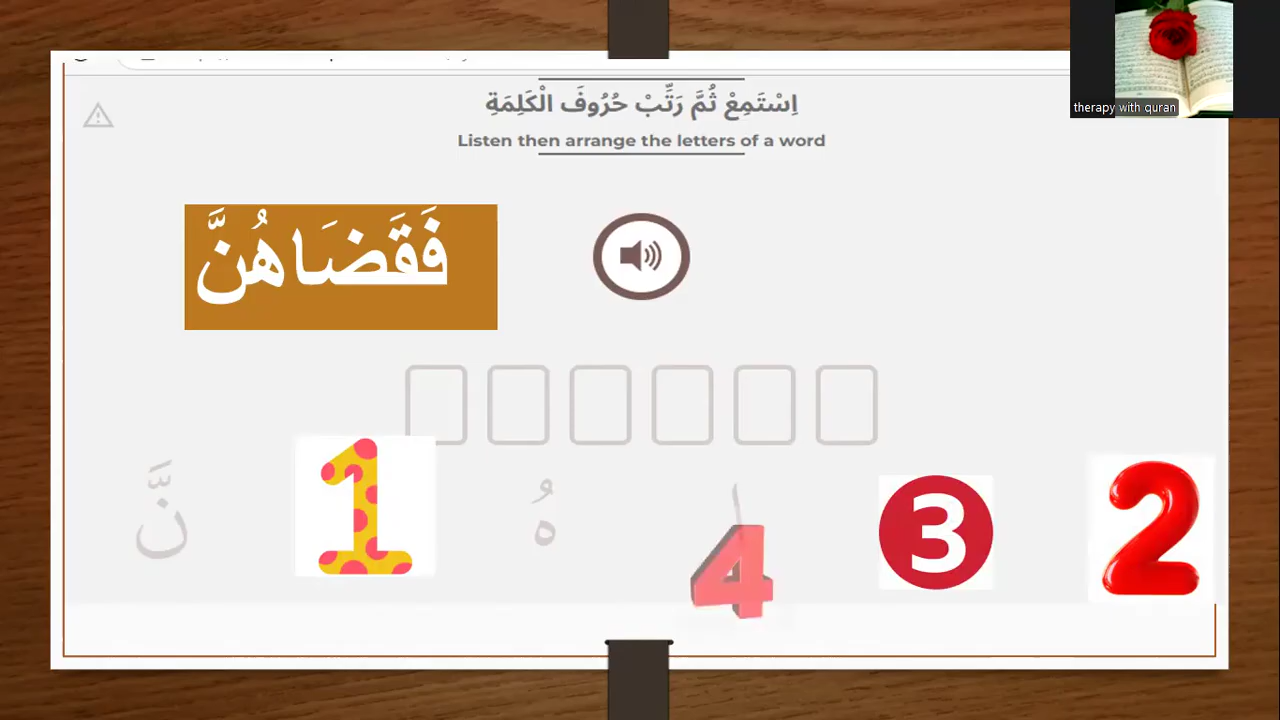 therapy with quran
اِسْتَمِعْ ثُمَّ رَتِّبْ حُرُوفَ الْكَلِمَةِ
Listen then arrange the letters of a word
فَقَضَاهُنَّ
نَّ 1 هُ ا 4 3 2